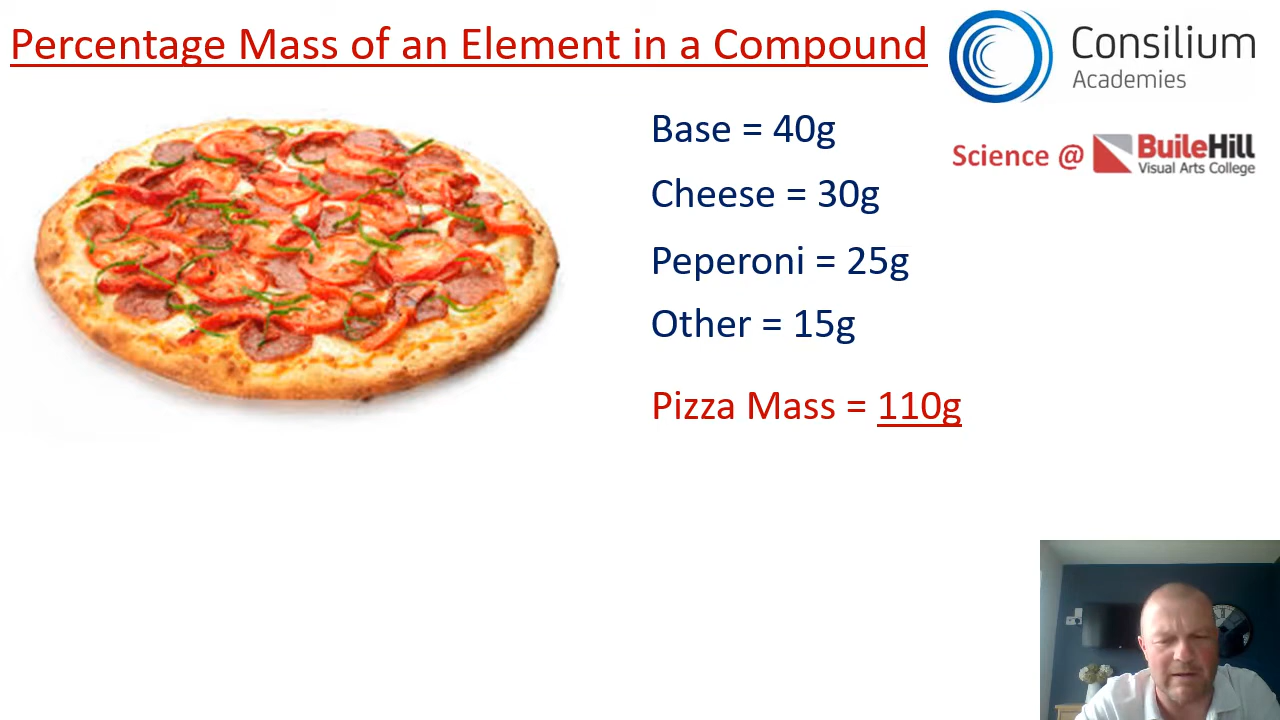 Percentage Mass of an Element in a Compound
Consilium
Academies
Science @ BuileHill
Visual Arts College
Base = 40g
Cheese = 30g
Peperoni = 25g
Other = 15g
Pizza Mass = 110g